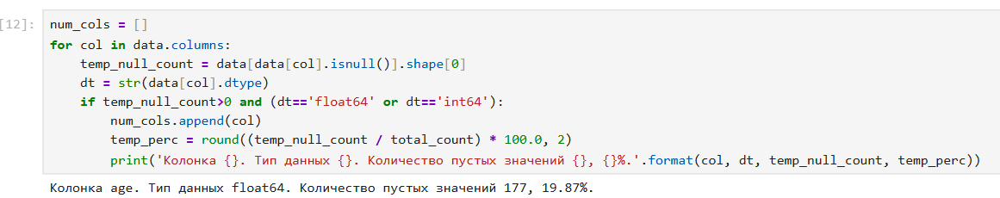 [12]: num_cols = []
for col in data.columns:
    temp_null_count = data[data[col].isnull()].shape[0]
    dt = str(data[col].dtype)
    if temp_null_count>0 and (dt=='float64' or dt=='int64'):
        num_cols.append(col)
        temp_perc = round((temp_null_count / total_count) * 100.0, 2)
        print('Колонка {}. Тип данных {}. Количество пустых значений {}, {}%.'.format(col, dt, temp_null_count, temp_perc))
Колонка age. Тип данных float64. Количество пустых значений 177, 19.87%.